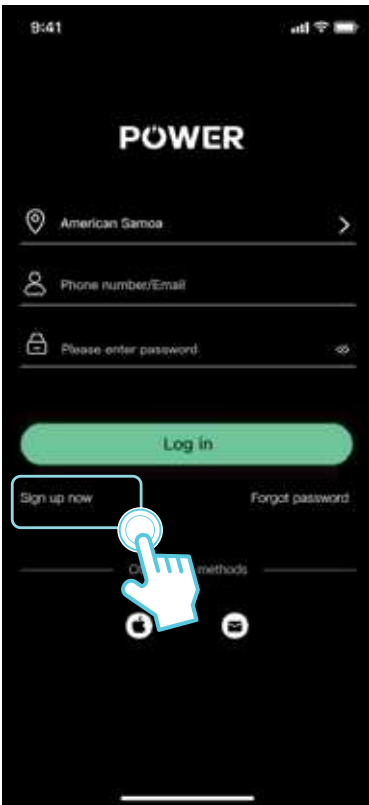 9:41
POWER
American Samoa
Phone number/Email
Please enter password
Log in
Sign up now
Forgot password
methods